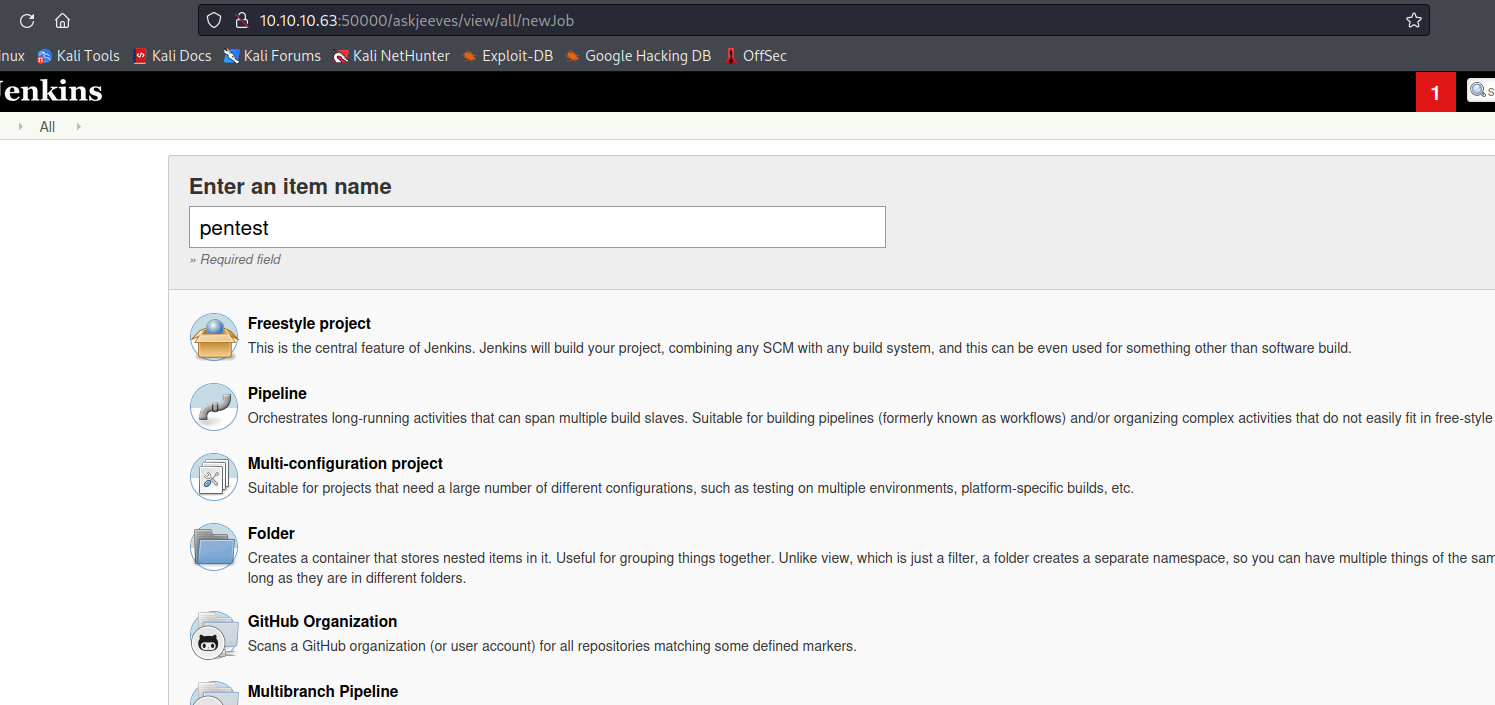 10.10.10.63:50000/askjeeves/view/all/newJob
inux Kali Tools Kali Docs Kali Forums Kali NetHunter Exploit-DB Google Hacking DB OffSec
Jenkins 1 s
All
Enter an item name
pentest
» Required field
Freestyle project
This is the central feature of Jenkins. Jenkins will build your project, combining any SCM with any build system, and this can be even used for something other than software build.
Pipeline
Orchestrates long-running activities that can span multiple build slaves. Suitable for building pipelines (formerly known as workflows) and/or organizing complex activities that do not easily fit in free-style
Multi-configuration project
Suitable for projects that need a large number of different configurations, such as testing on multiple environments, platform-specific builds, etc.
Folder
Creates a container that stores nested items in it. Useful for grouping things together. Unlike view, which is just a filter, a folder creates a separate namespace, so you can have multiple things of the sam
long as they are in different folders.
GitHub Organization
Scans a GitHub organization (or user account) for all repositories matching some defined markers.
Multibranch Pipeline